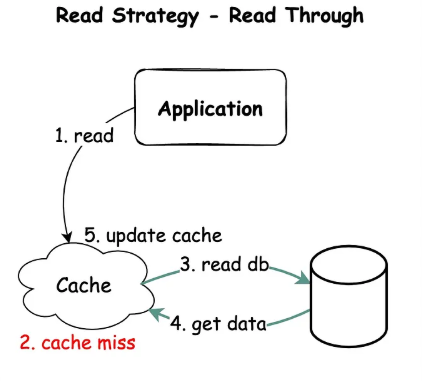 Read Strategy - Read Through
Application
1. read
5. update cache
3. read db
Cache
4. get data
2. cache miss